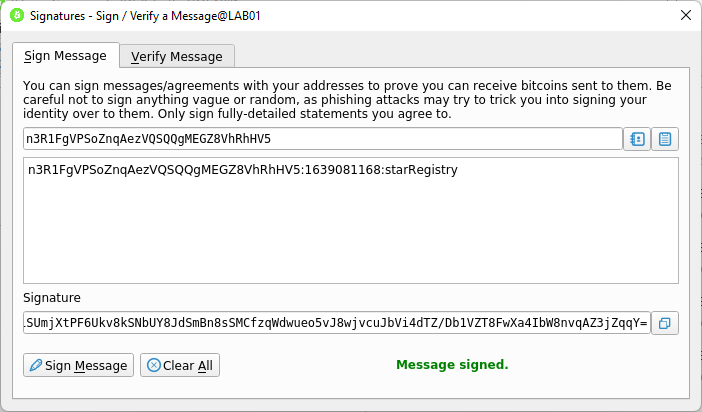 Signatures - Sign / Verify a Message@LAB01
Sign Message
Verify Message
You can sign messages/agreements with your addresses to prove you can receive bitcoins sent to them. Be
careful not to sign anything vague or random, as phishing attacks may try to trick you into signing your
identity over to them. Only sign fully-detailed statements you agree to.
n3R1FgVPSoZnqAezVQSQQgMEGZ8VhRhHV5
n3R1FgVPSoZnqAezVQSQQgMEGZ8VhRhHV5:1639081168:starRegistry
Signature
.SUmjXtPF6Ukv8kSNbUY8JdSmBn8sSMCfzqWdwueo5vJ8wjvcuJbVi4dTZ/Db1VZT8FwXa4IbW8nvqAZ3jZqqY=
Sign Message
Clear All
Message signed.